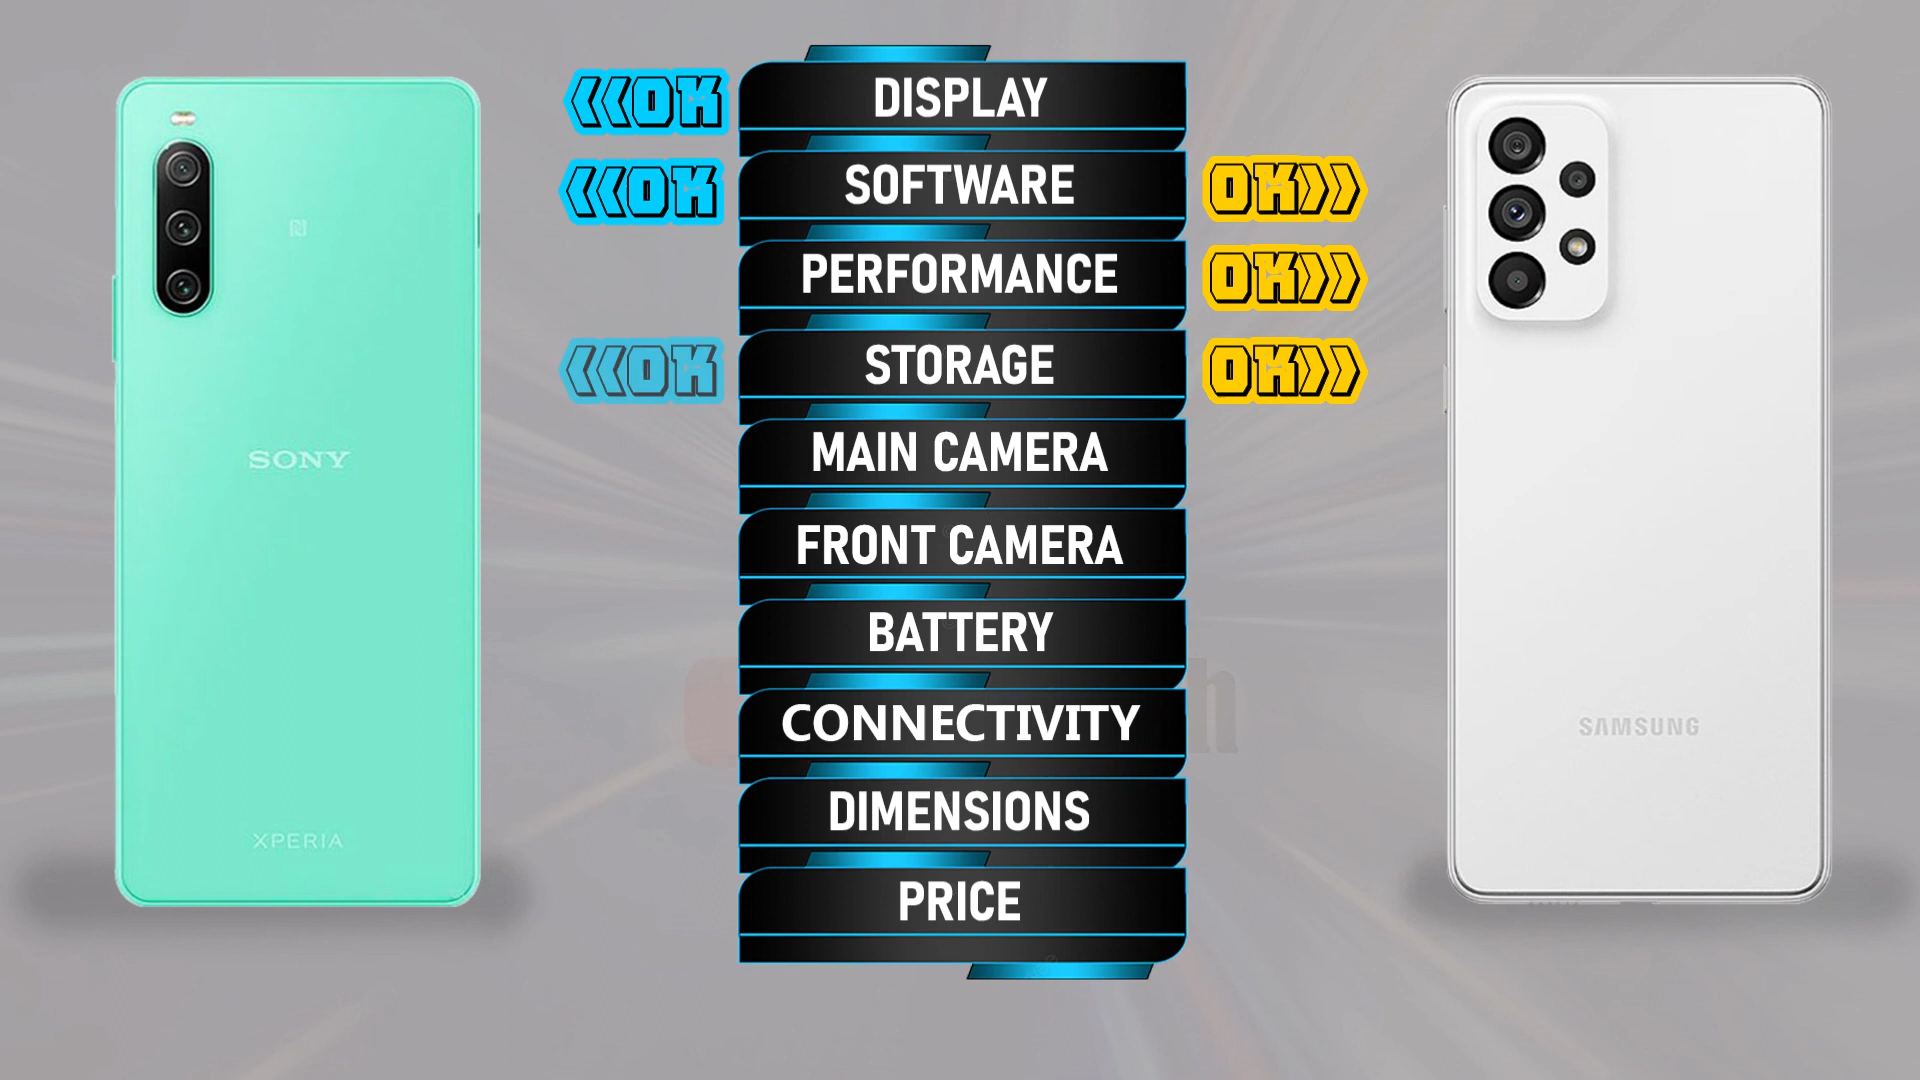 <<OK DISPLAY
<<OK SOFTWARE OK>>
PERFORMANCE OK>>
<<OK STORAGE OK>>
MAIN CAMERA
FRONT CAMERA
BATTERY
CONNECTIVITY
DIMENSIONS
PRICE
SONY
XPERIA
SAMSUNG